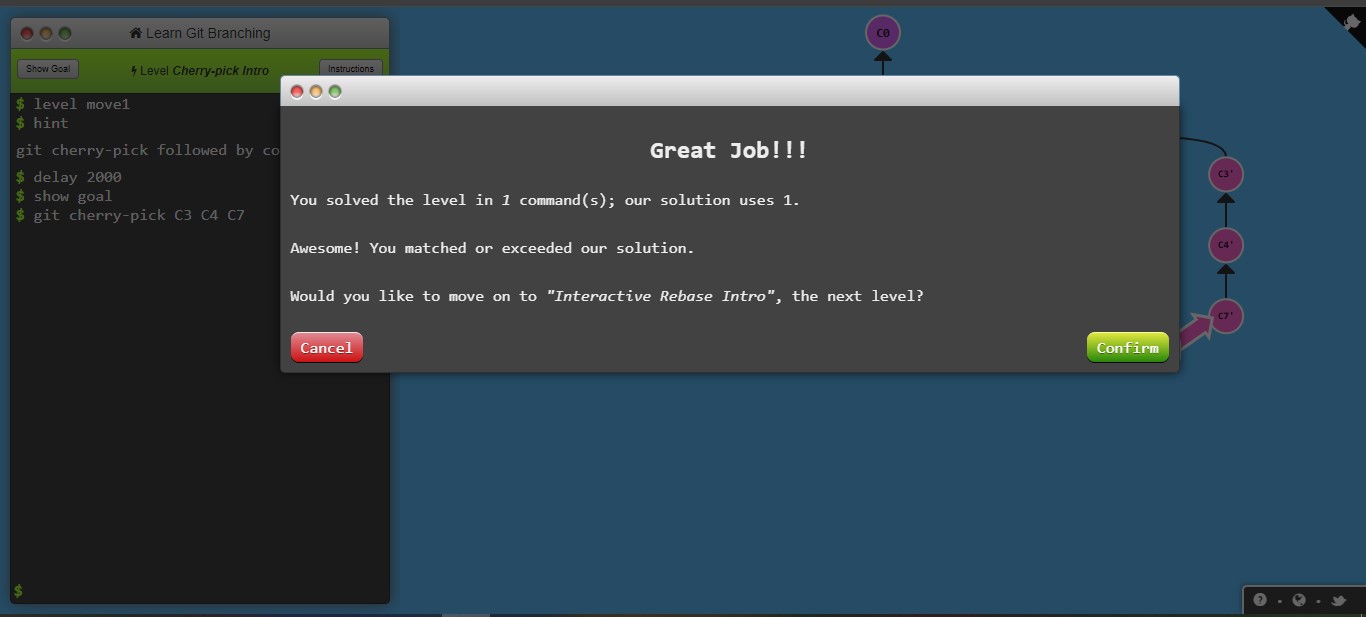 Learn Git Branching
C0
Show Goal
Level Cherry-pick Intro
Instructions
$ level move1
$ hint
git cherry-pick followed by
$ delay 2000
$ show goal
$ git cherry-pick C3 C4 C7
$
Great Job!!!
You solved the level in 1 command(s); our solution uses 1.
Awesome! You matched or exceeded our solution.
Would you like to move on to "Interactive Rebase Intro", the next level?
Cancel
Confirm
C3'
C4'
C7'